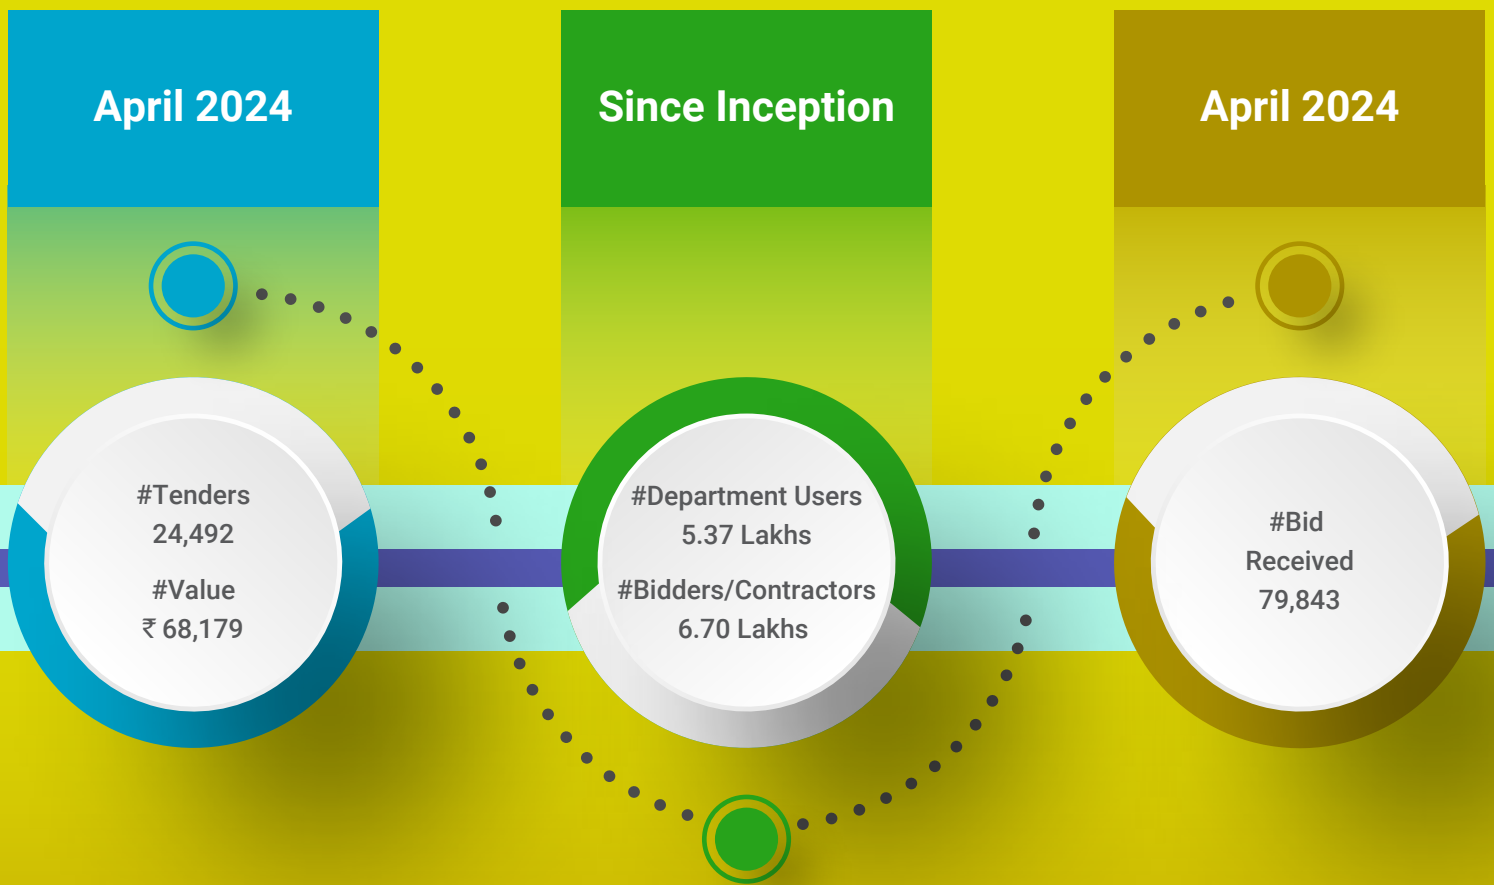 April 2024
Since Inception
April 2024
#Tenders
24,492
#Value
₹ 68,179
#Department Users
5.37 Lakhs
#Bidders/Contractors
6.70 Lakhs
#Bid
Received
79,843